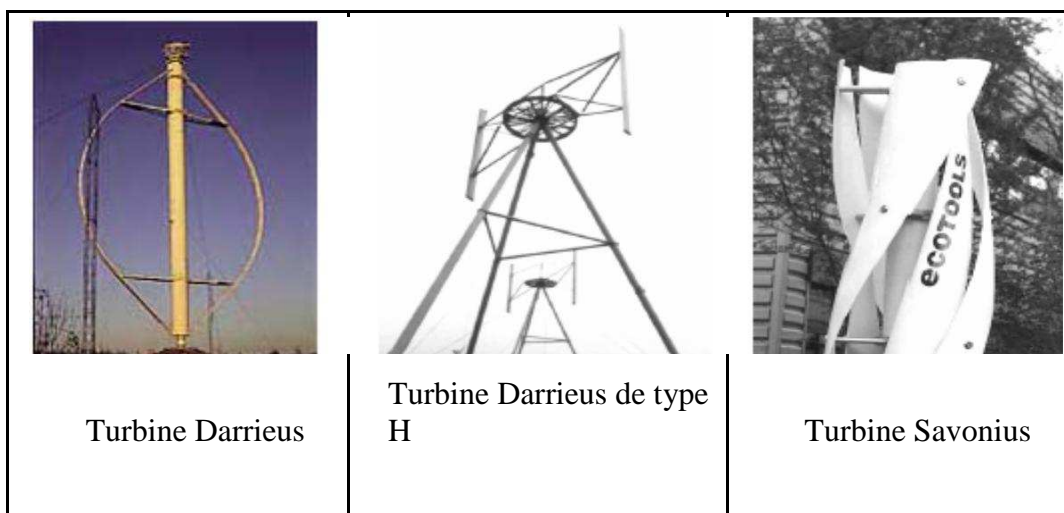 ecoTOOLS
Turbine Darrieus
Turbine Darrieus de type
H
Turbine Savonius